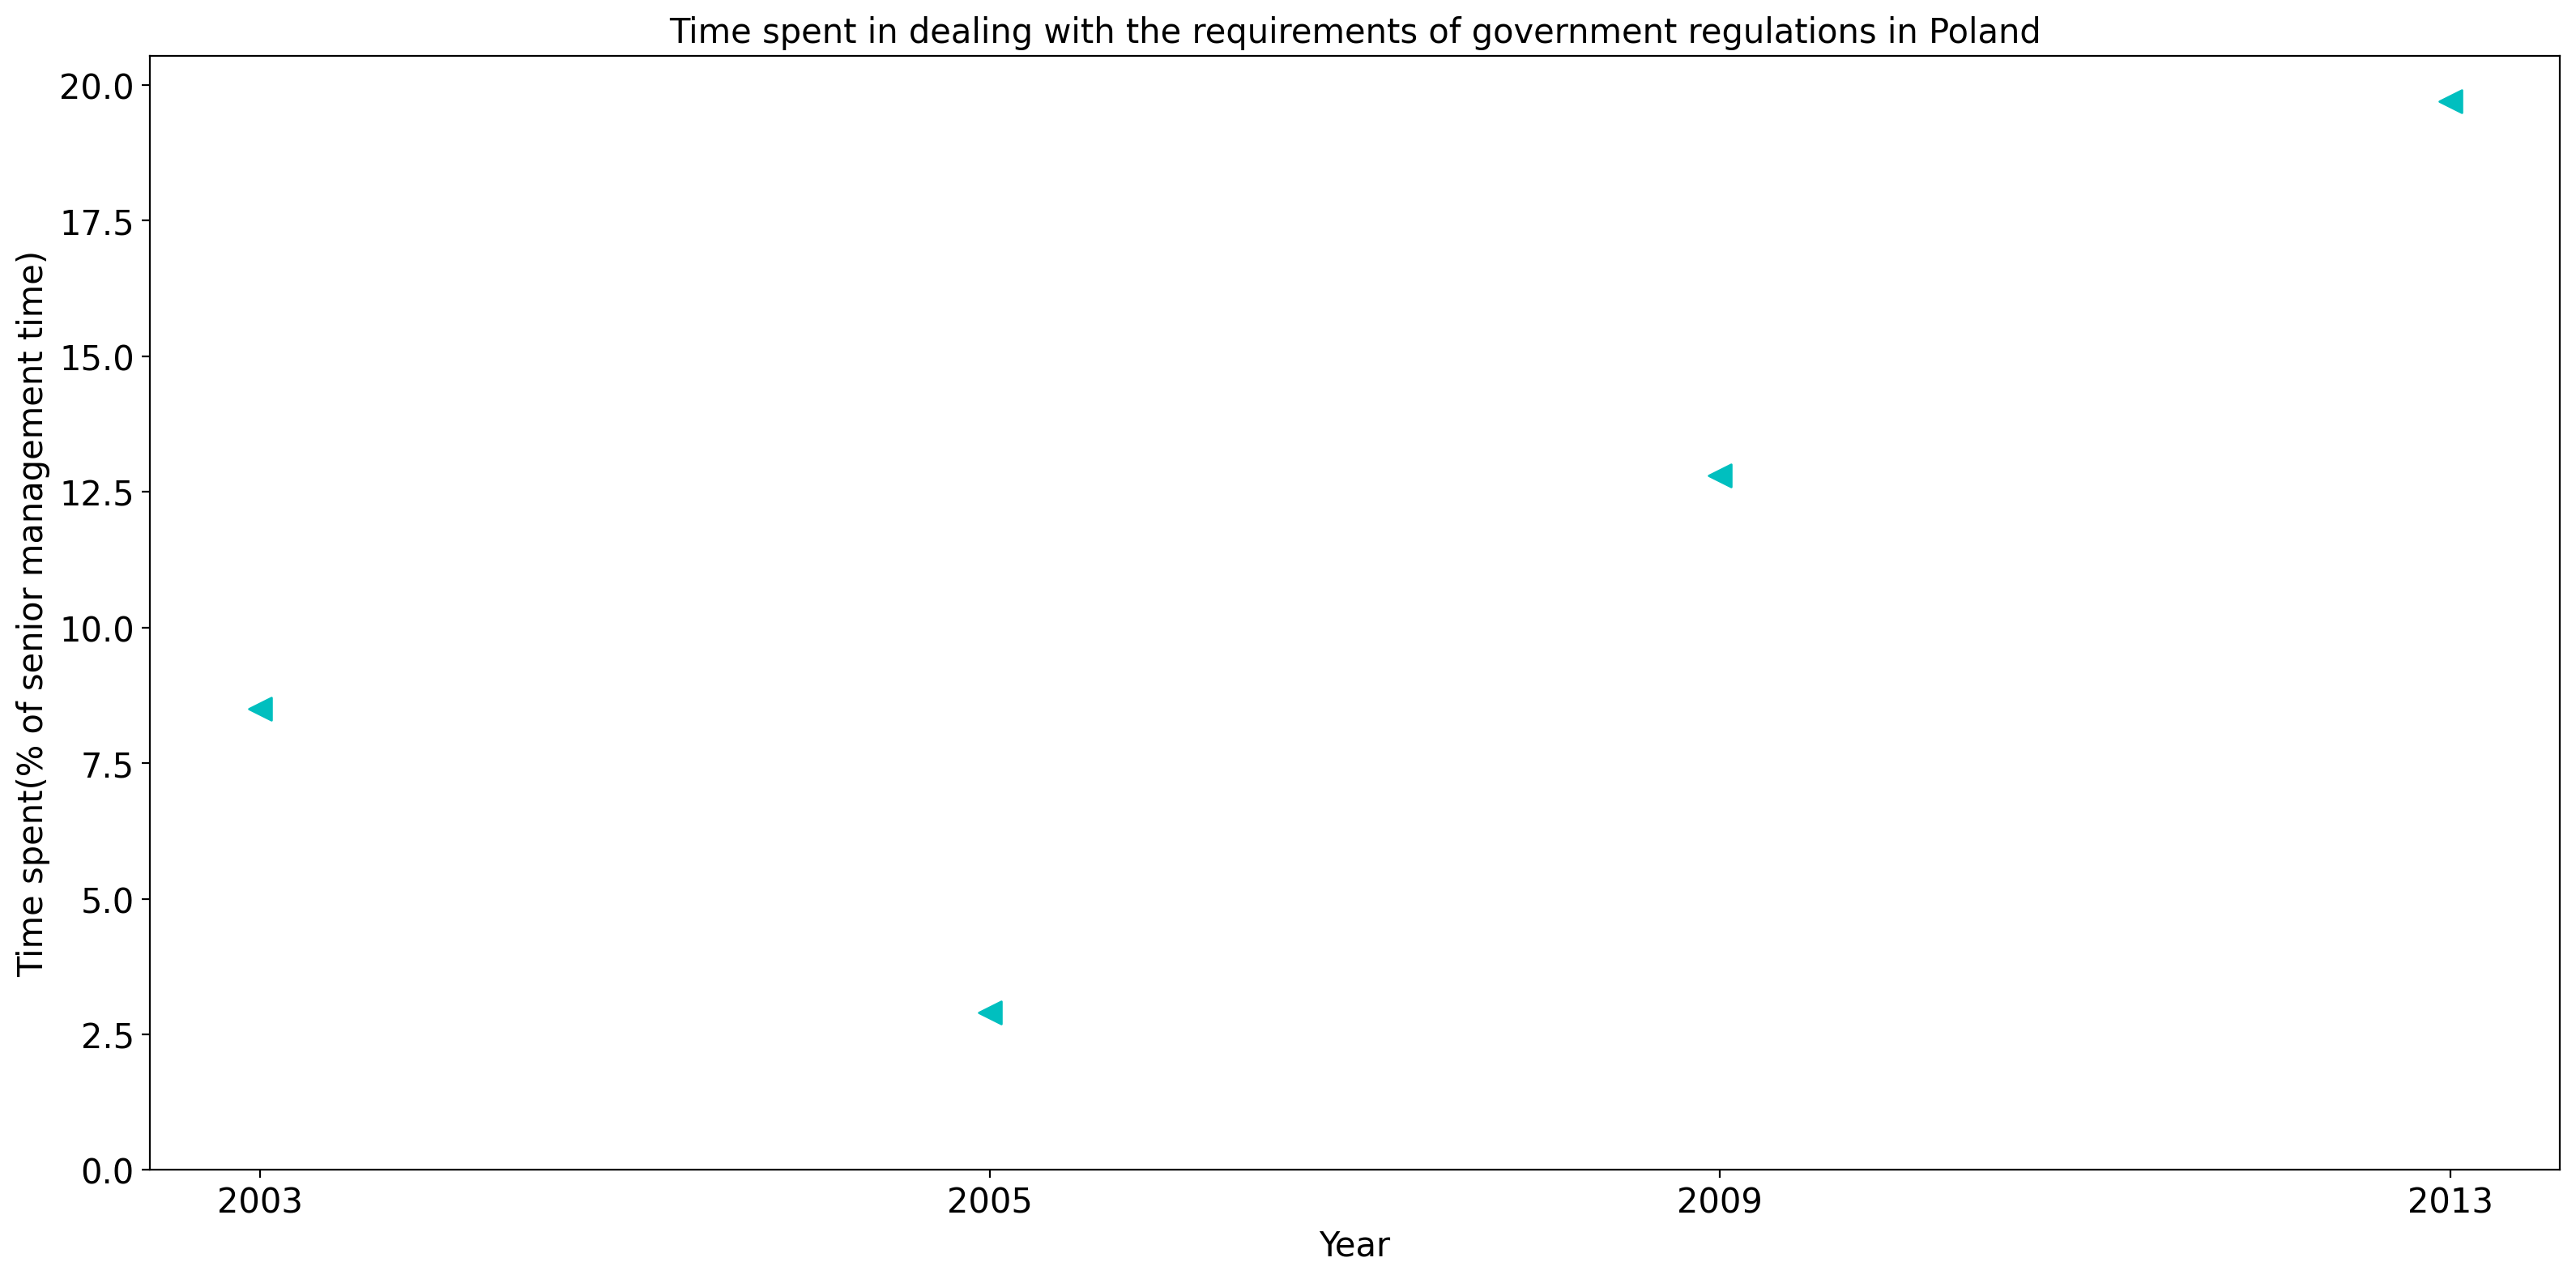 Time spent in dealing with the requirements of government regulations in Poland
Time spent(% of senior management time)
20.0
17.5
15.0
12.5
10.0
7.5
5.0
2.5
0.0
2003 2005 2009 2013
Year